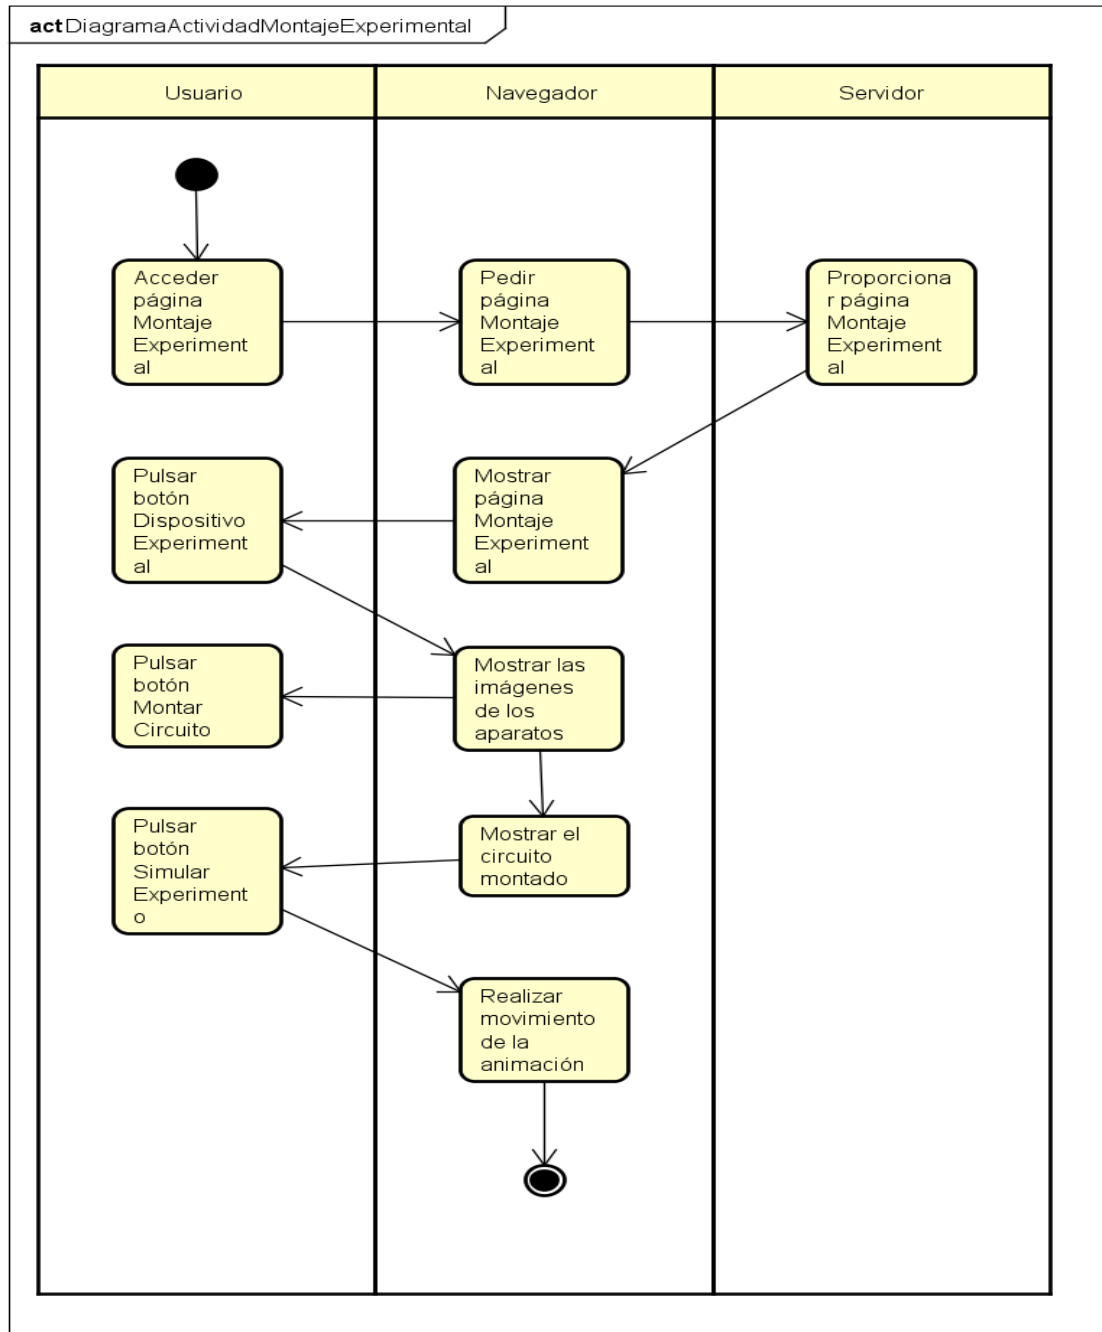 act DiagramaActividadMontajeExperimental
Usuario
Navegador
Servidor
Acceder
página
Montaje
Experiment
al
Pedir
página
Montaje
Experiment
al
Proporciona
r página
Montaje
Experiment
al
Pulsar
botón
Dispositivo
Experiment
al
Mostrar
página
Montaje
Experiment
al
Pulsar
botón
Montar
Circuito
Mostrar las
imágenes
de los
aparatos
Pulsar
botón
Simular
Experiment
o
Mostrar el
circuito
montado
Realizar
movimiento
de la
animación